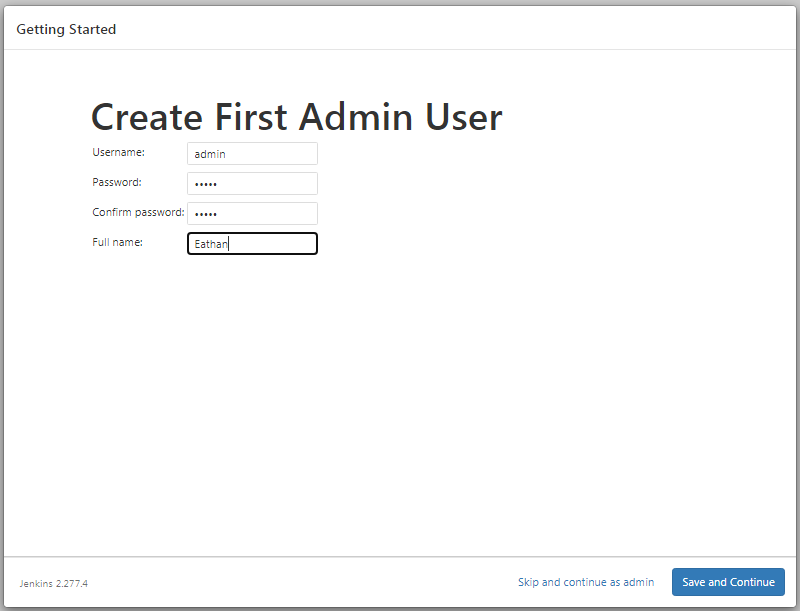 Getting Started
Create First Admin User
Username: admin
Password: •••••
Confirm password: •••••
Full name: Eathan
Jenkins 2.277.4 Skip and continue as admin Save and Continue